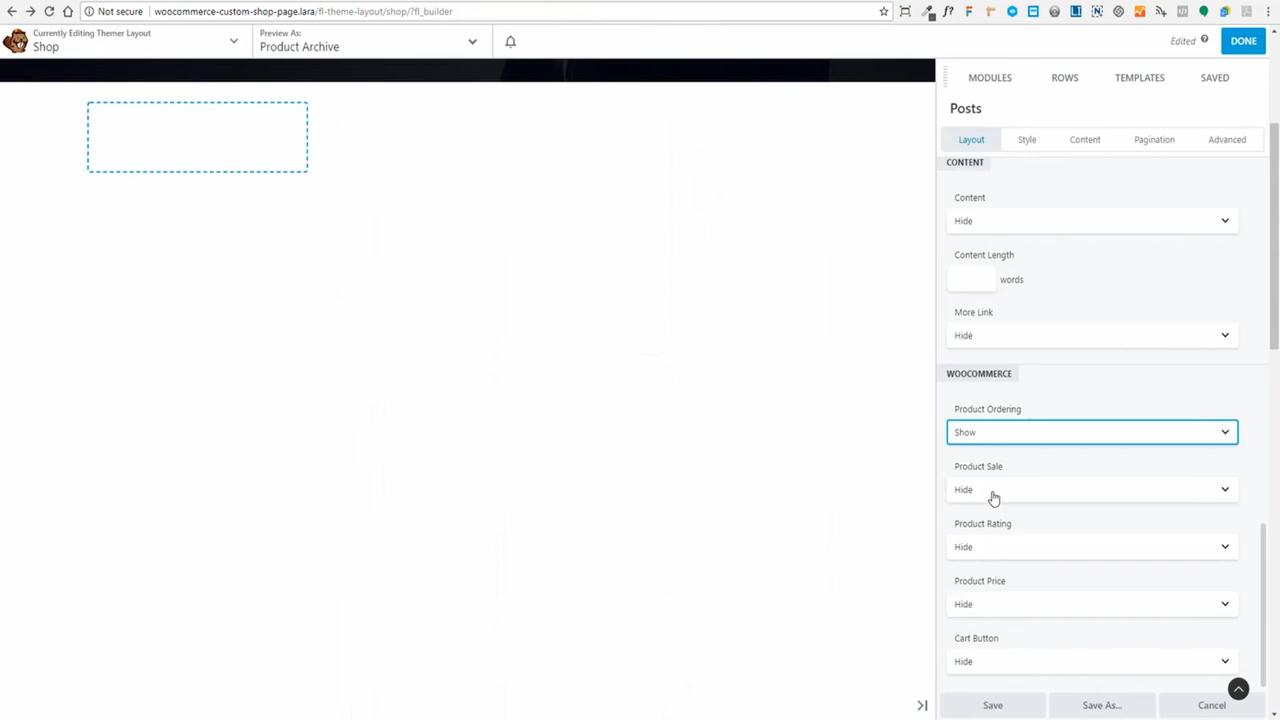 Not secure woocommerce-custom-shop-page.lara/fl-theme-layout/shop/?fl_builder
Currently Editing Themer Layout
Shop
Preview As:
Product Archive
Edited
DONE
MODULES ROWS TEMPLATES SAVED
Posts
Layout Style Content Pagination Advanced
CONTENT
Content
Hide
Content Length
words
More Link
Hide
WOOCOMMERCE
Product Ordering
Show
Product Sale
Hide
Product Rating
Hide
Product Price
Hide
Cart Button
Hide
Save Save As... Cancel